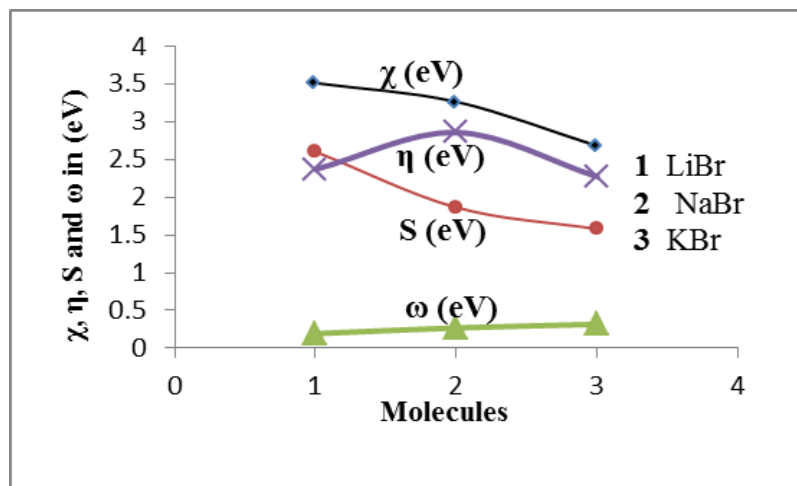 4
3.5
3
2.5
2
1.5
1
0.5
0
χ, η, S and ω in (eV)
χ (eV)
η (eV)
S (eV)
ω (eV)
1 LiBr
2 NaBr
3 KBr
0 1 2 3 4
Molecules